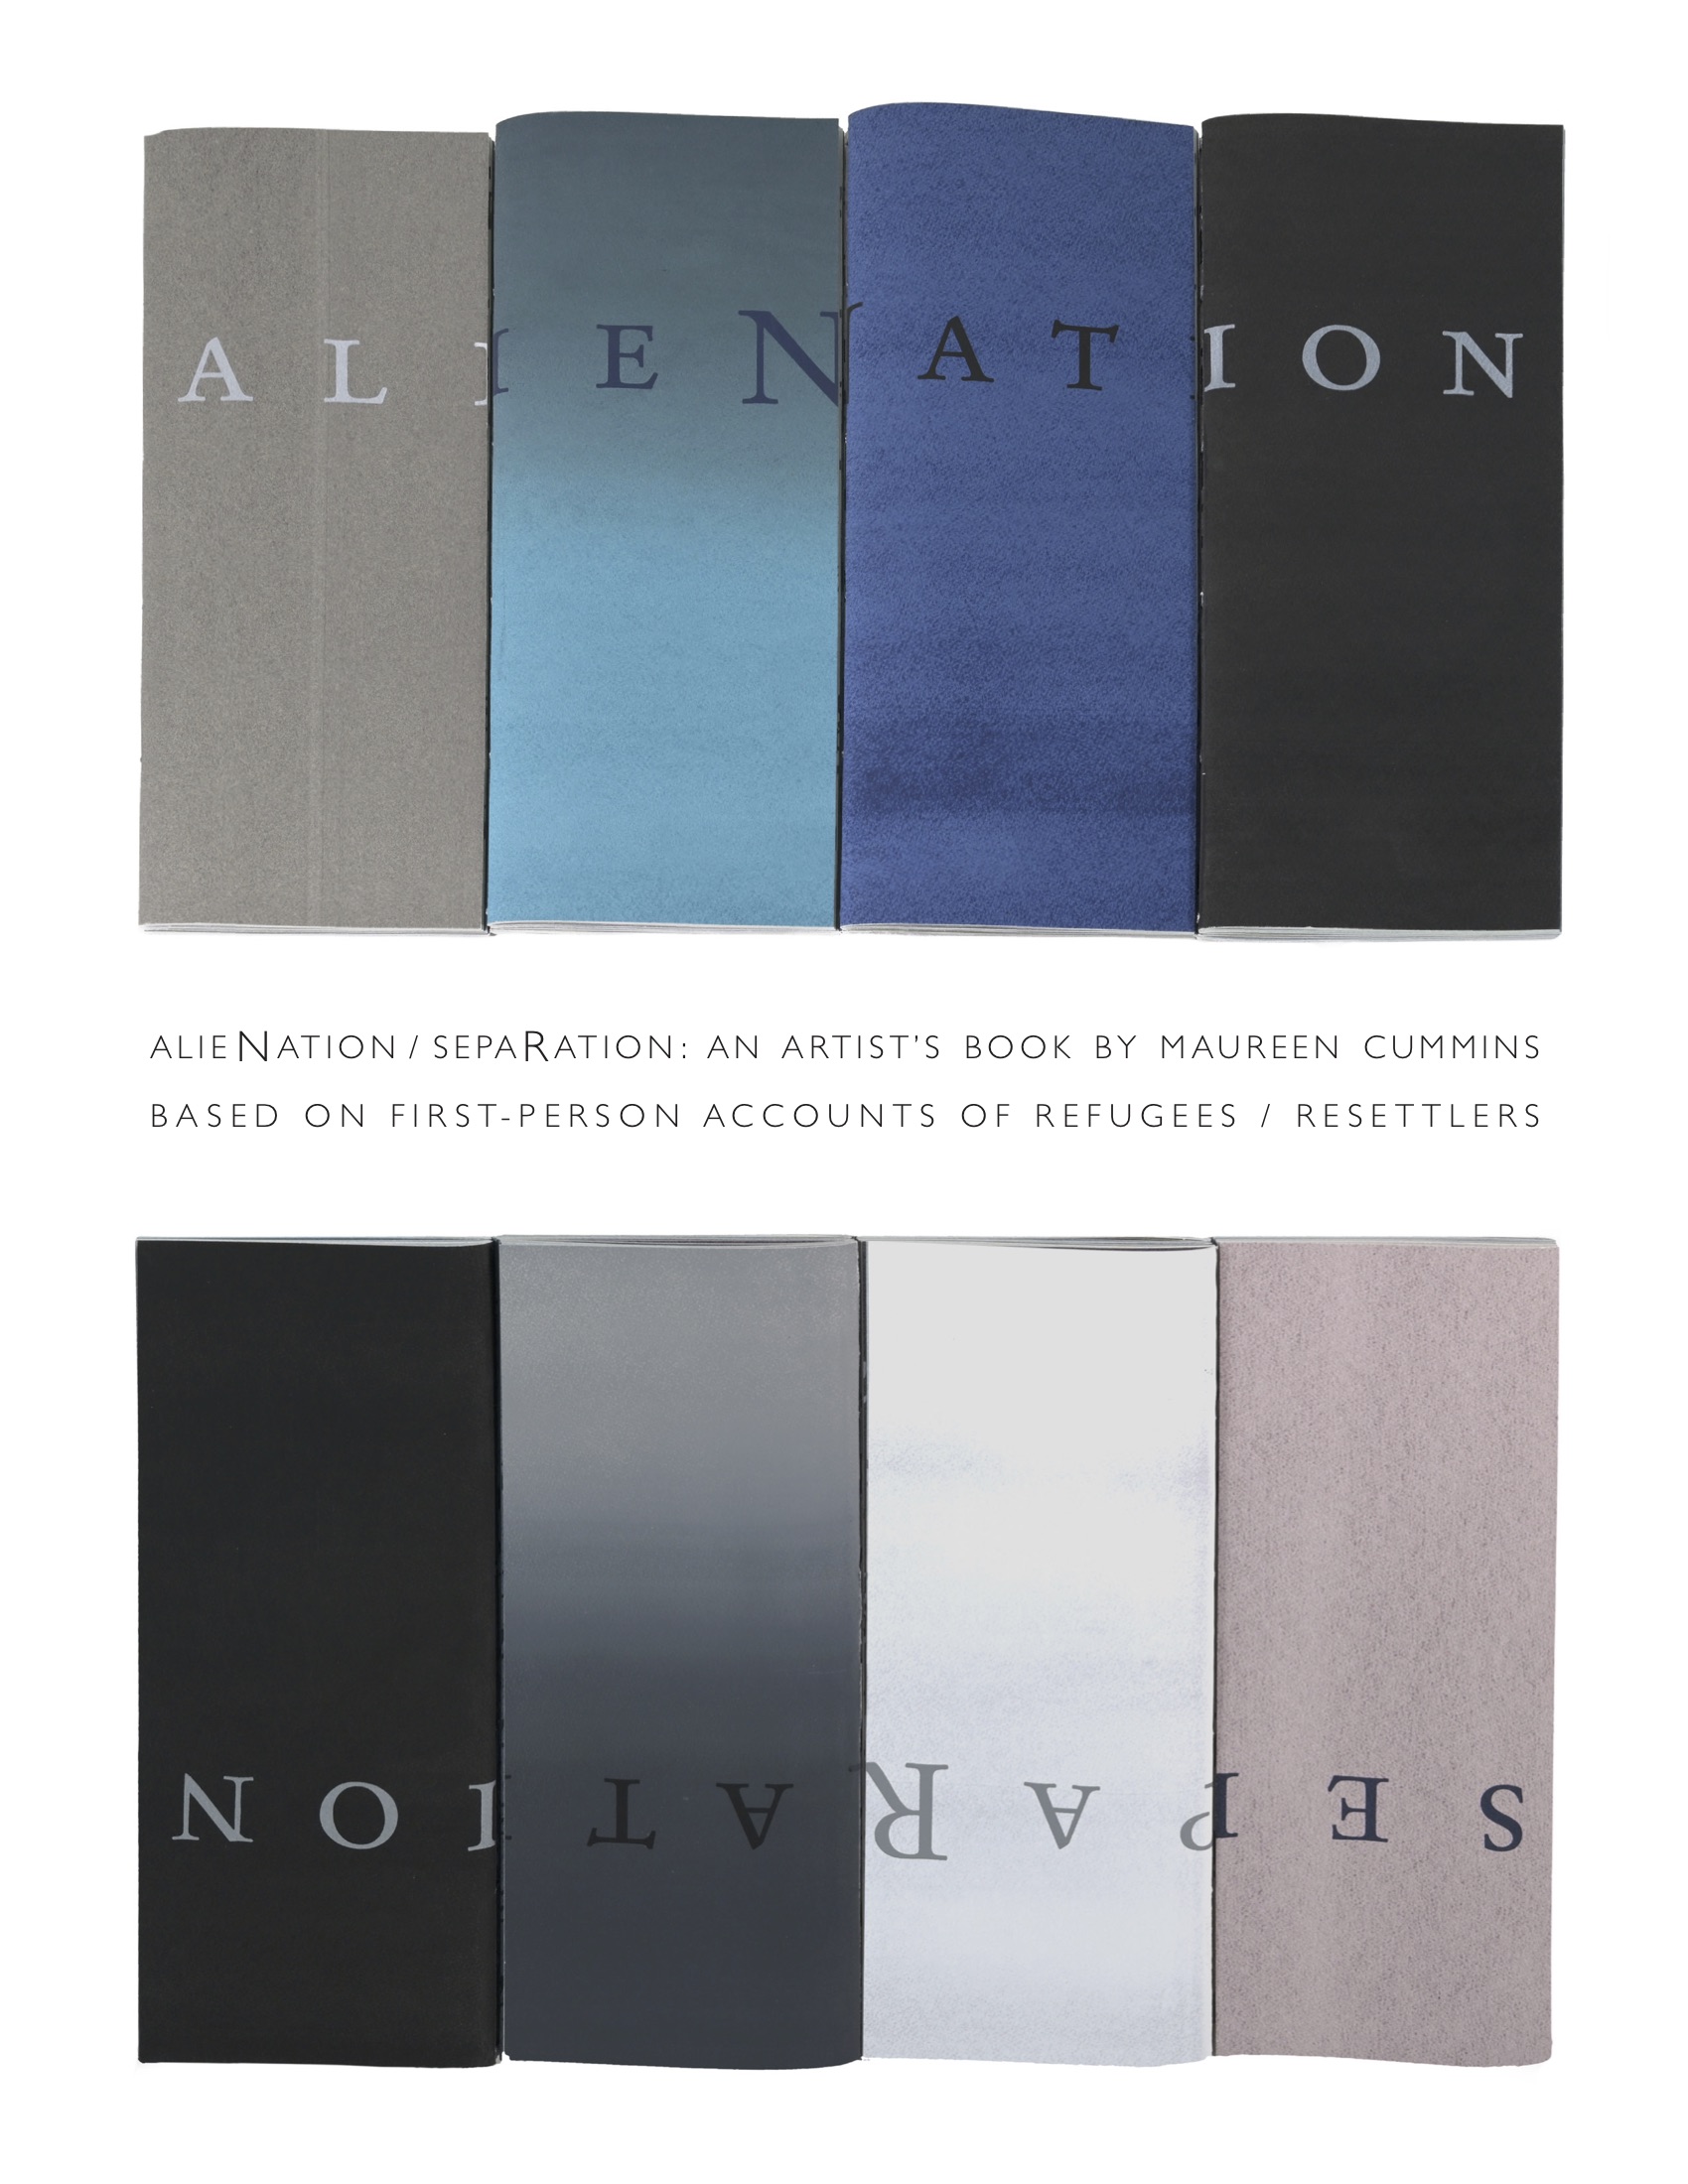 ALIENATION
ALIENATION / SEPARATION: AN ARTIST'S BOOK BY MAUREEN CUMMINS
BASED ON FIRST-PERSON ACCOUNTS OF REFUGEES / RESETTLERS
SEPARATION